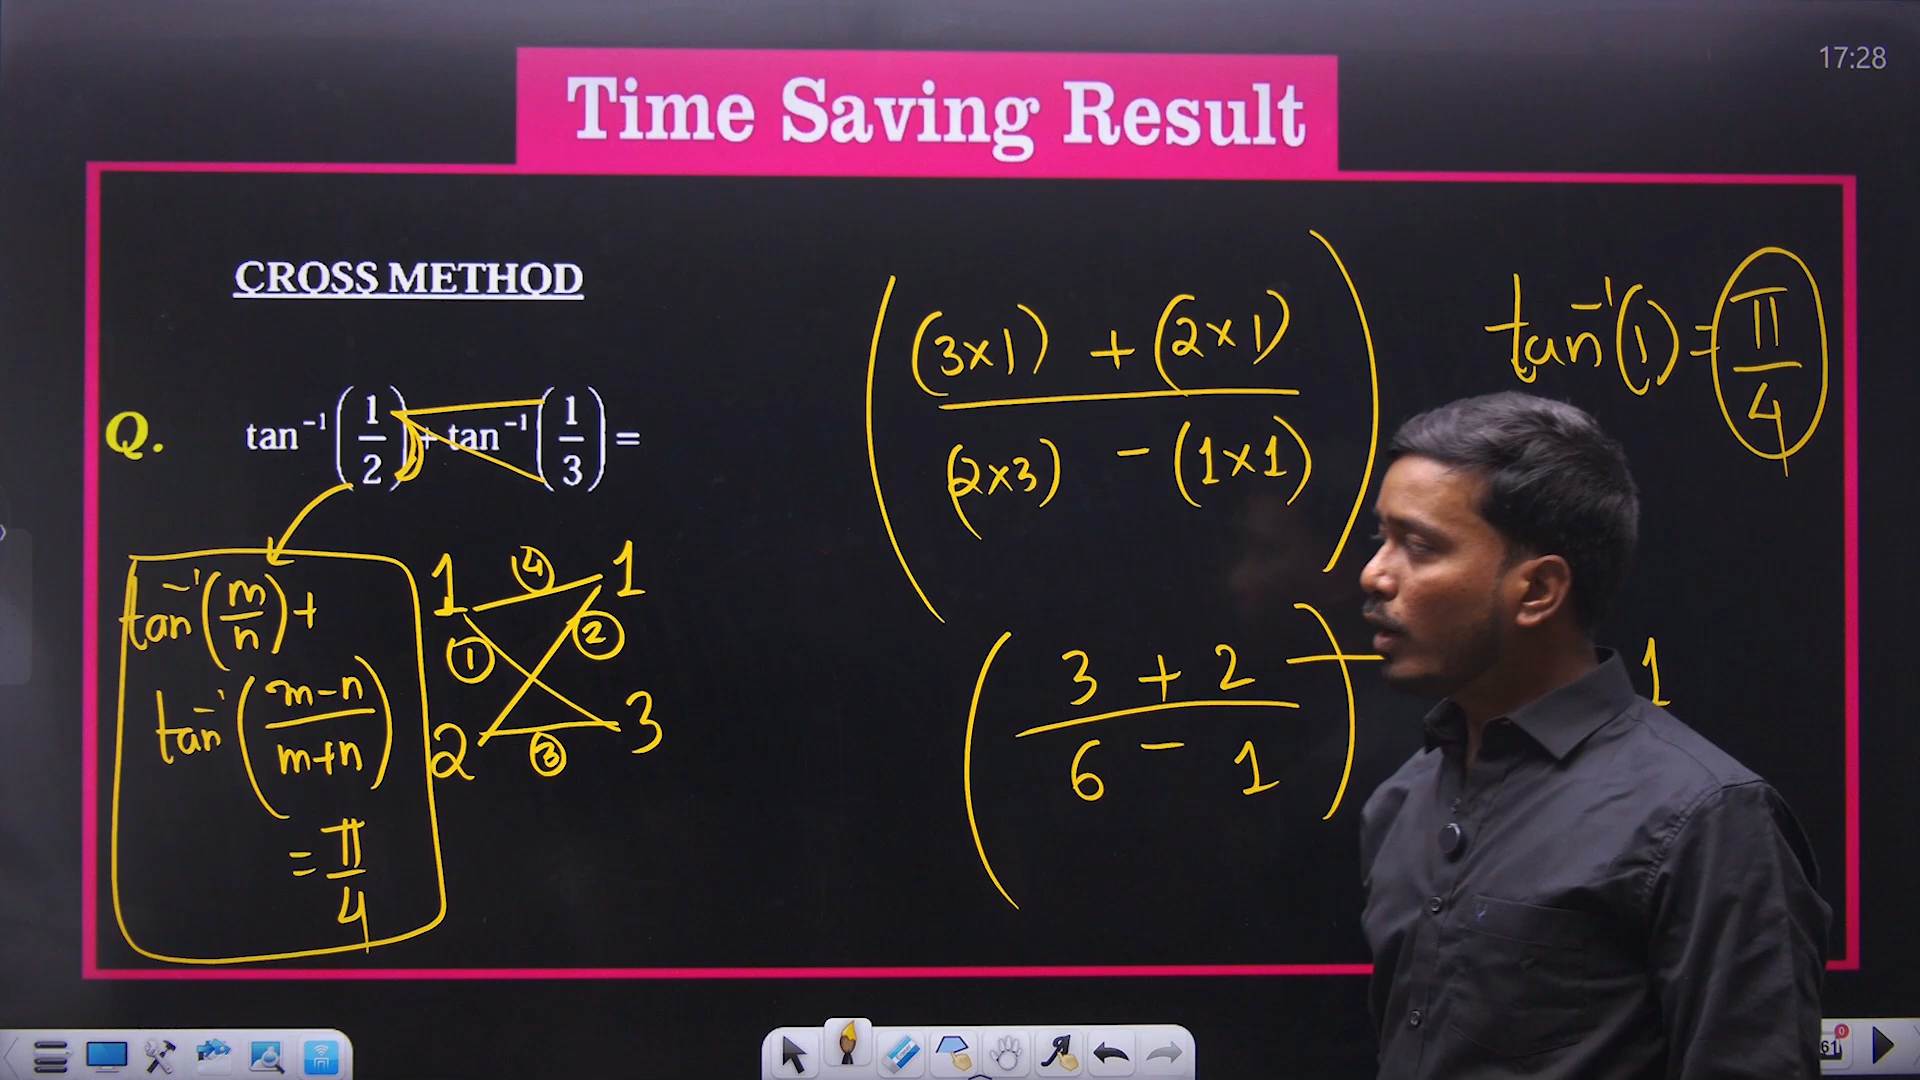 17:28
Time Saving Result
CROSS METHOD
Q. tan⁻¹(1/2) + tan⁻¹(1/3) =
tan⁻¹(m/n) +
tan⁻¹((m-n)/(m+n))
= π/4
1 ④ 1
① ②
2 ③ 3
((3×1) + (2×1))/((2×3) - (1×1))
(3 + 2)/(6 - 1)
1
tan⁻¹(1) = π/4
61
0